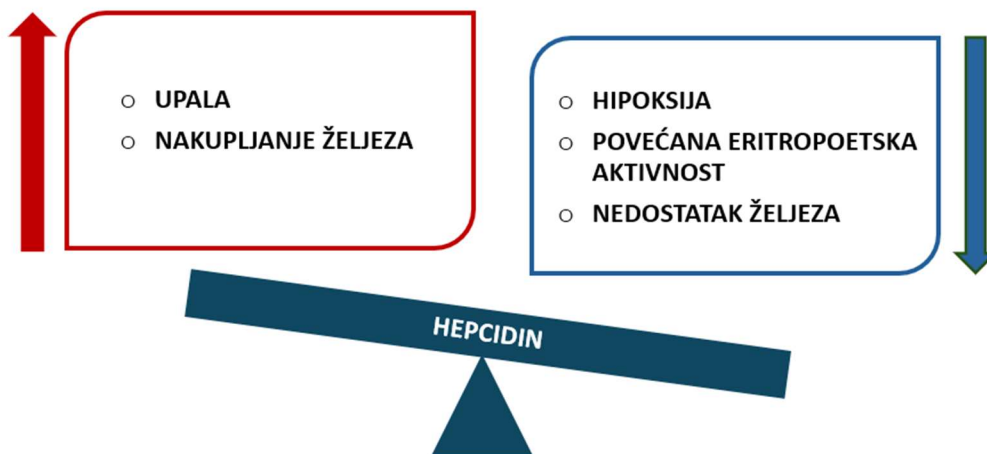 UPALA
NAKUPLJANJE ŽELJEZA
HIPOKSIJA
POVEĆANA ERITROPOETSKA
AKTIVNOST
NEDOSTATAK ŽELJEZA
HEPCIDIN